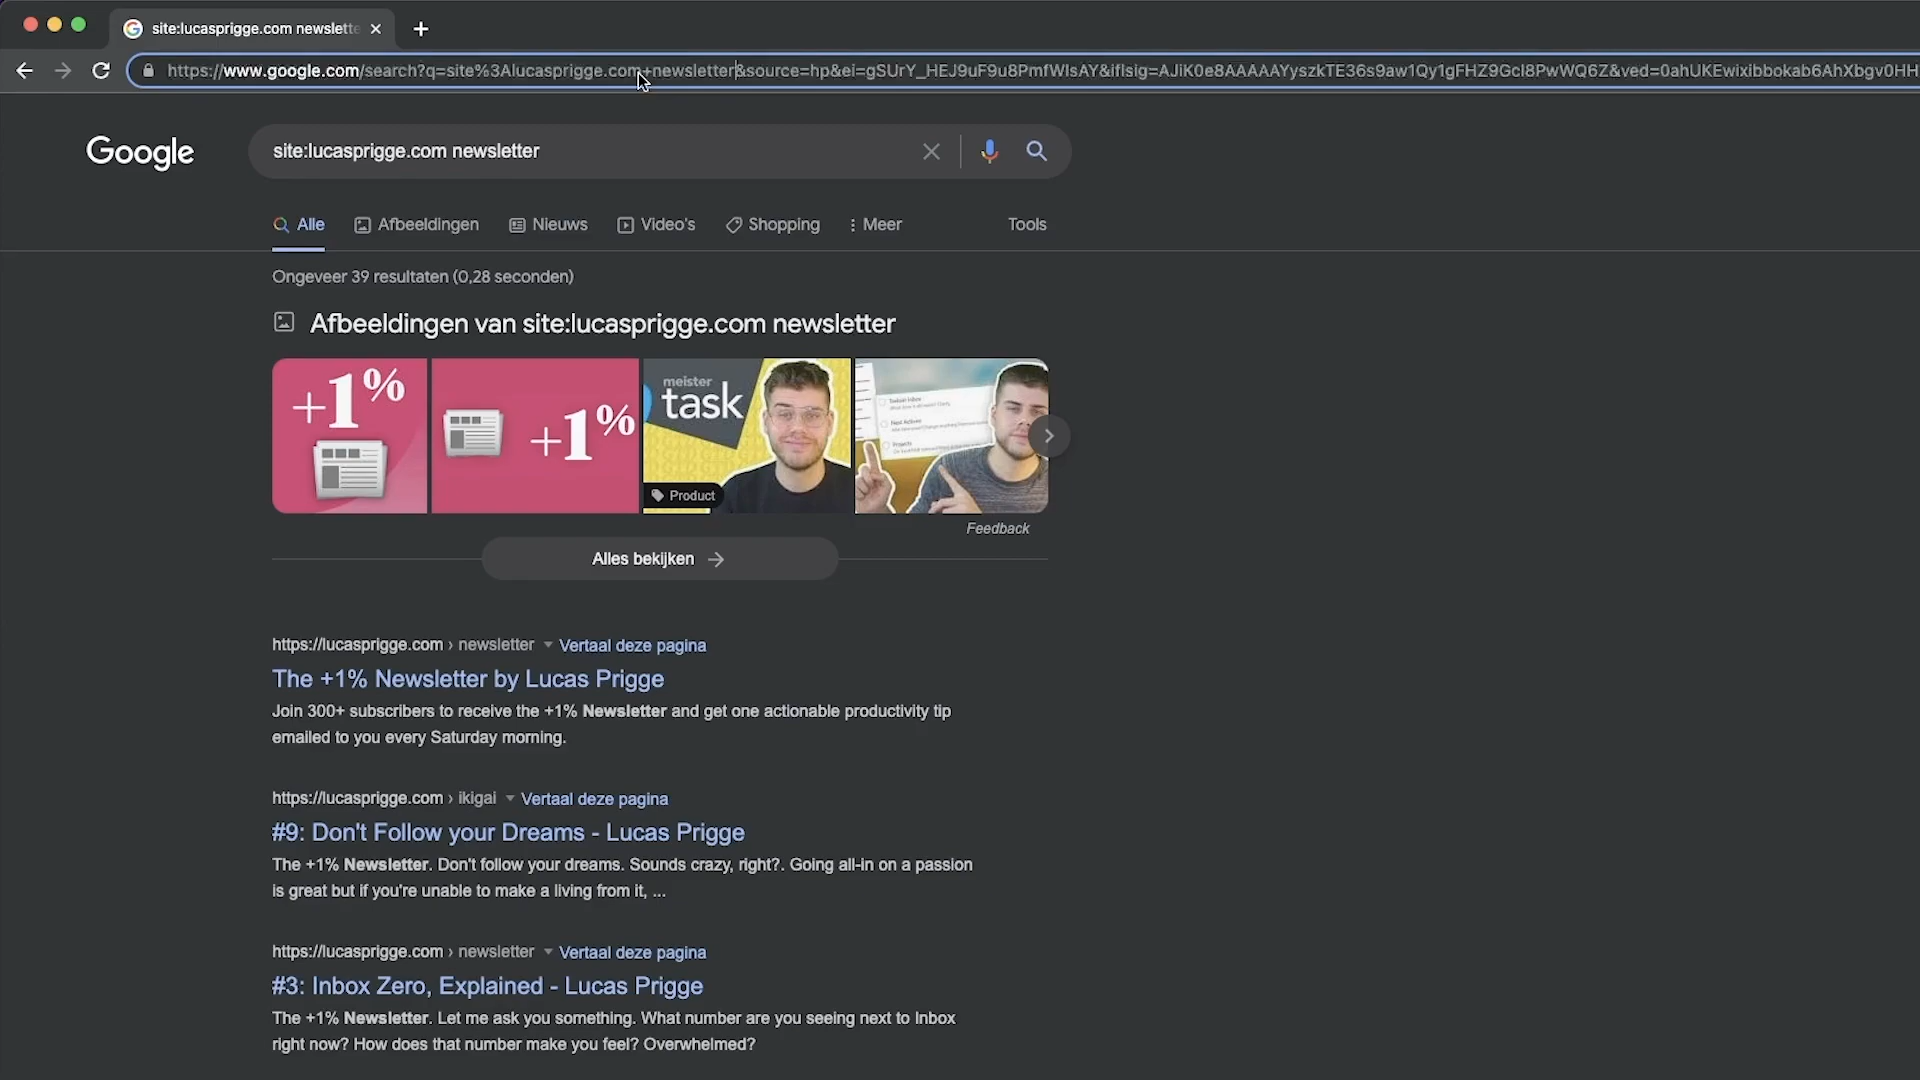 site:lucasprigge.com newslette
https://www.google.com/search?q=site%3Alucasprigge.com+newsletter&source=hp&ei=gSUrY_HEJ9uF9u8PmfWIsAY&iflsig=AJiK0e8AAAAAYyszkTE36s9aw1Qy1gFHZ9Gcl8PwWQ6Z&ved=0ahUKEwixibbokab6AhXbgv0HH
Google
site:lucasprigge.com newsletter
Alle Afbeeldingen Nieuws Video's Shopping Meer Tools
Ongeveer 39 resultaten (0,28 seconden)
Afbeeldingen van site:lucasprigge.com newsletter
+1%
+1%
meister
task
Product
Tasklist Inbox
Next Actions
Projects
Feedback
Alles bekijken →
https://lucasprigge.com › newsletter Vertaal deze pagina
The +1% Newsletter by Lucas Prigge
Join 300+ subscribers to receive the +1% Newsletter and get one actionable productivity tip
emailed to you every Saturday morning.
https://lucasprigge.com › ikigai Vertaal deze pagina
#9: Don't Follow your Dreams - Lucas Prigge
The +1% Newsletter. Don't follow your dreams. Sounds crazy, right?. Going all-in on a passion
is great but if you're unable to make a living from it, ...
https://lucasprigge.com › newsletter Vertaal deze pagina
#3: Inbox Zero, Explained - Lucas Prigge
The +1% Newsletter. Let me ask you something. What number are you seeing next to Inbox
right now? How does that number make you feel? Overwhelmed?